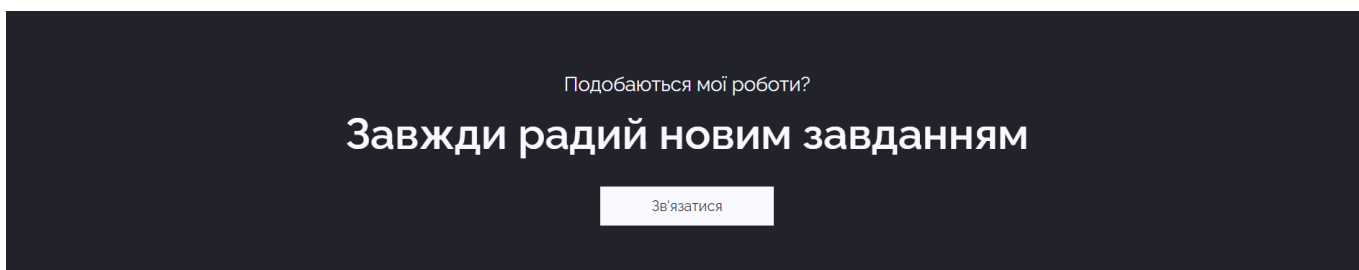 Подобаються мої роботи?
Завжди радий новим завданням
Зв'язатися